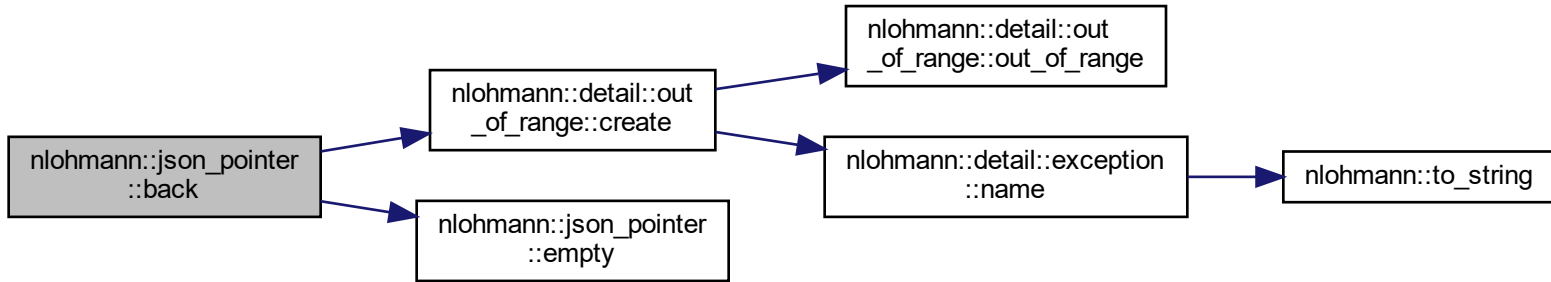 nlohmann::json_pointer
::back
nlohmann::detail::out
_of_range::create
nlohmann::json_pointer
::empty
nlohmann::detail::out
_of_range::out_of_range
nlohmann::detail::exception
::name
nlohmann::to_string